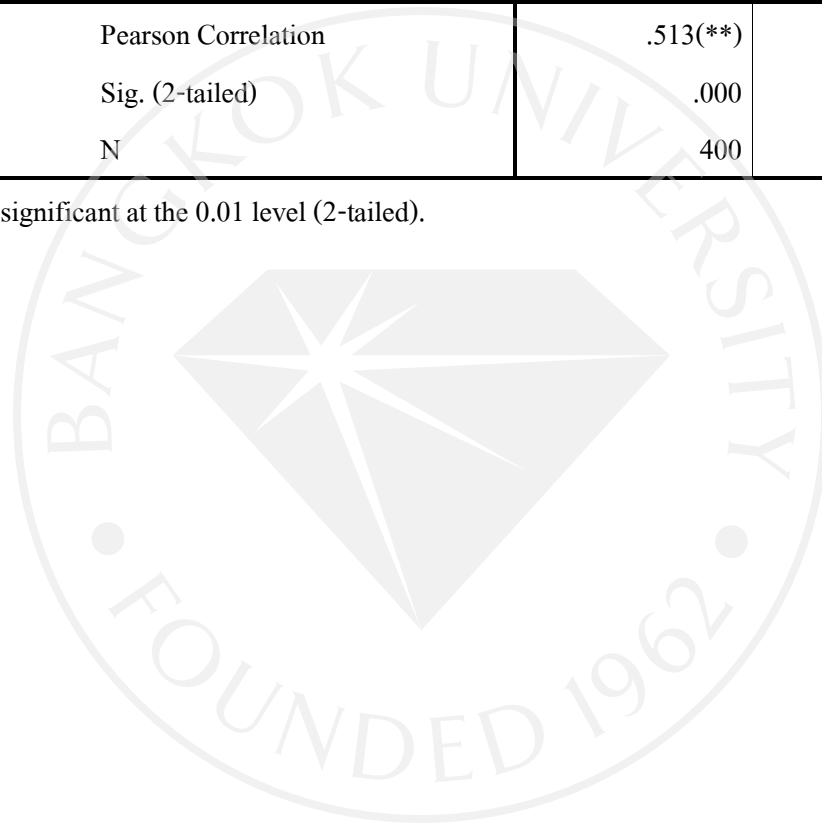 Pearson Correlation .513(**)
Sig. (2-tailed) .000
N 400
significant at the 0.01 level (2-tailed).
BANGKOK UNIVERSITY
FOUNDED 1962